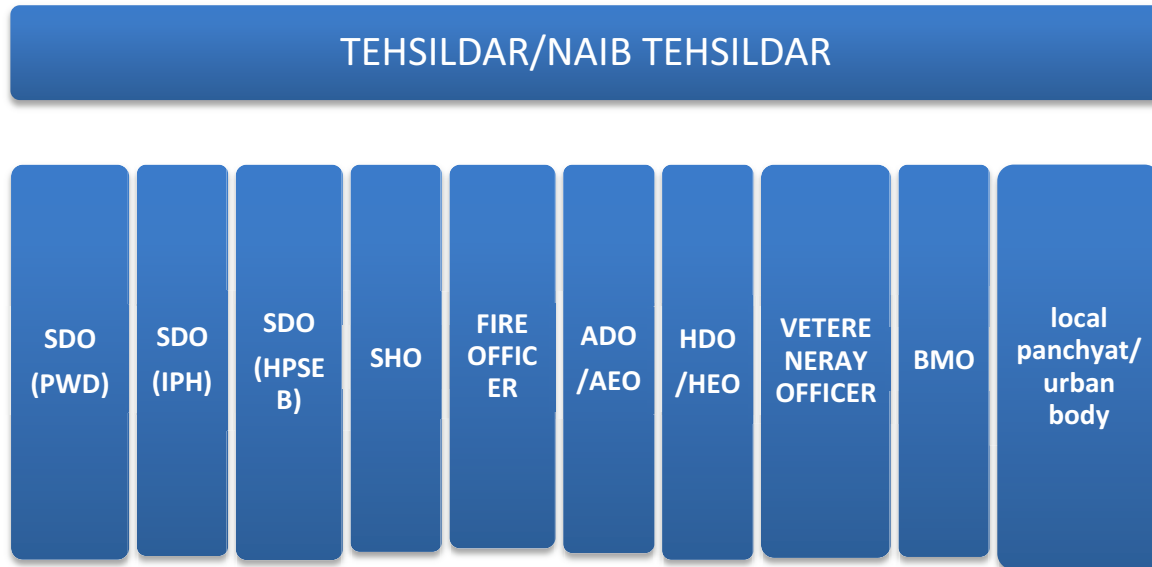 TEHSILDAR/NAIB TEHSILDAR
SDO
(PWD)
SDO
(IPH)
SDO
(HPSE
B)
SHO
FIRE
OFFIC
ER
ADO
/AEO
HDO
/HEO
VETERE
NERAY
OFFICER
BMO
local
panchyat/
urban
body